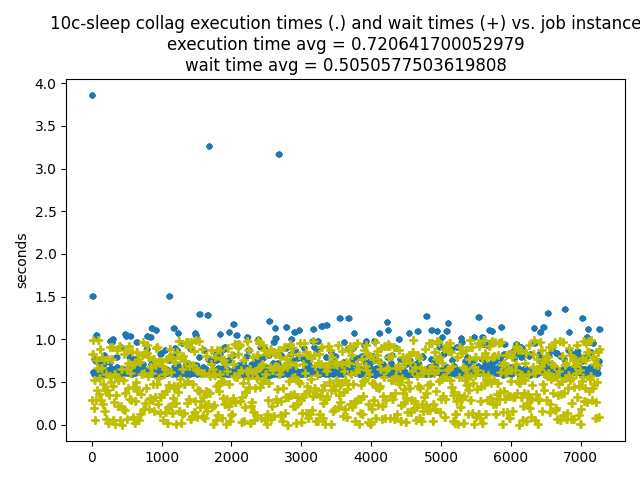 10c-sleep collag execution times (.) and wait times (+) vs. job instance
execution time avg = 0.720641700052979
wait time avg = 0.5050577503619808
4.0
3.5
3.0
2.5
2.0
1.5
1.0
0.5
0.0
seconds
0 1000 2000 3000 4000 5000 6000 7000